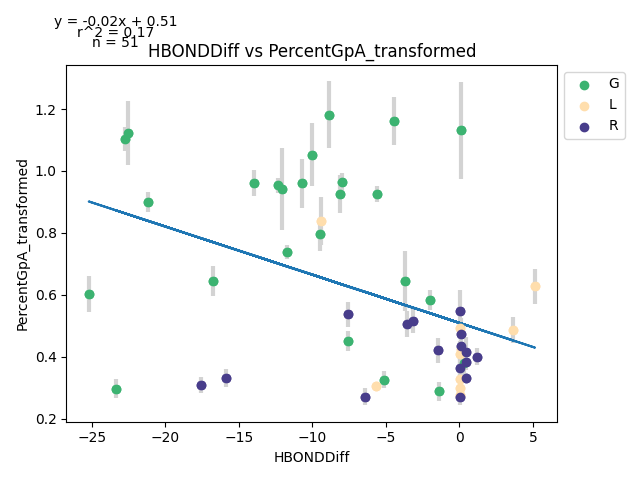 y = -0.02x + 0.51
r^2 = 0.17
n = 51
HBONDDiff vs PercentGpA_transformed
G
L
R
1.2
1.0
0.8
0.6
0.4
0.2
PercentGpA_transformed
−25
−20
−15
−10
−5
0
5
HBONDDiff